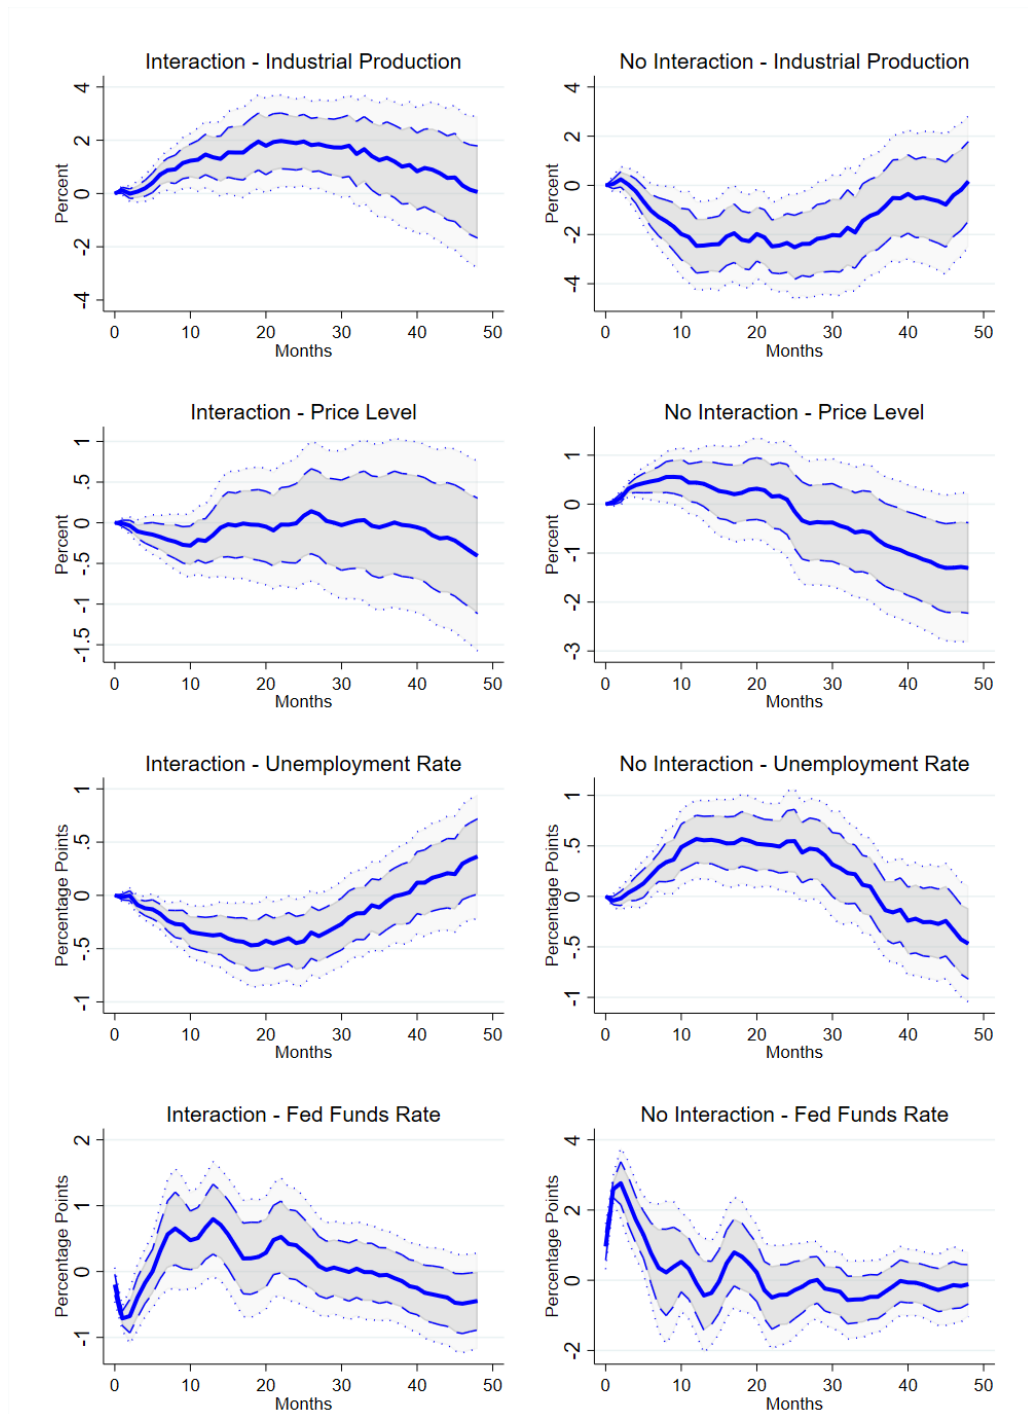 Interaction - Industrial Production
Percent
4
2
0
-2
-4
0 10 20 30 40 50
Months
No Interaction - Industrial Production
Percent
4
2
0
-2
-4
0 10 20 30 40 50
Months
Interaction - Price Level
Percent
1
.5
0
-.5
-1
-1.5
0 10 20 30 40 50
Months
No Interaction - Price Level
Percent
1
0
-1
-2
-3
0 10 20 30 40 50
Months
Interaction - Unemployment Rate
Percentage Points
1
.5
0
-.5
-1
0 10 20 30 40 50
Months
No Interaction - Unemployment Rate
Percentage Points
1
.5
0
-.5
-1
0 10 20 30 40 50
Months
Interaction - Fed Funds Rate
Percentage Points
2
1
0
-1
0 10 20 30 40 50
Months
No Interaction - Fed Funds Rate
Percentage Points
4
2
0
-2
0 10 20 30 40 50
Months